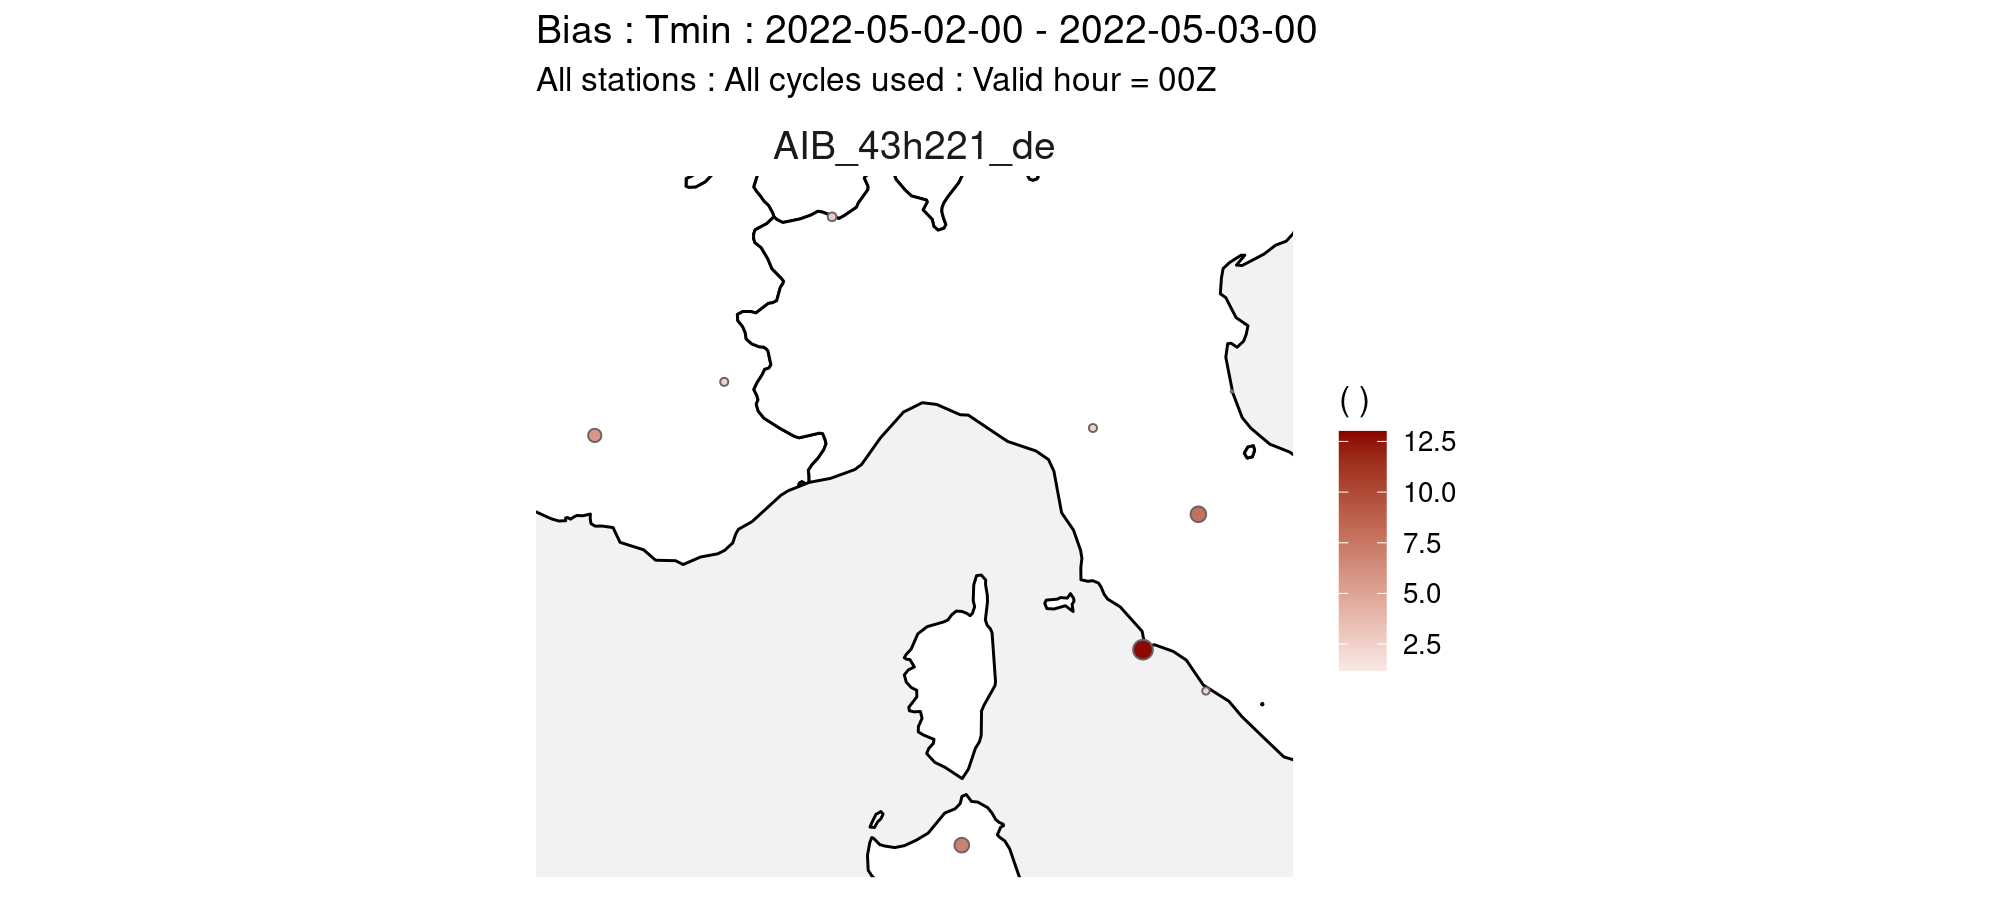 Bias : Tmin : 2022-05-02-00 - 2022-05-03-00
All stations : All cycles used : Valid hour = 00Z
AIB_43h221_de
( )
12.5
10.0
7.5
5.0
2.5